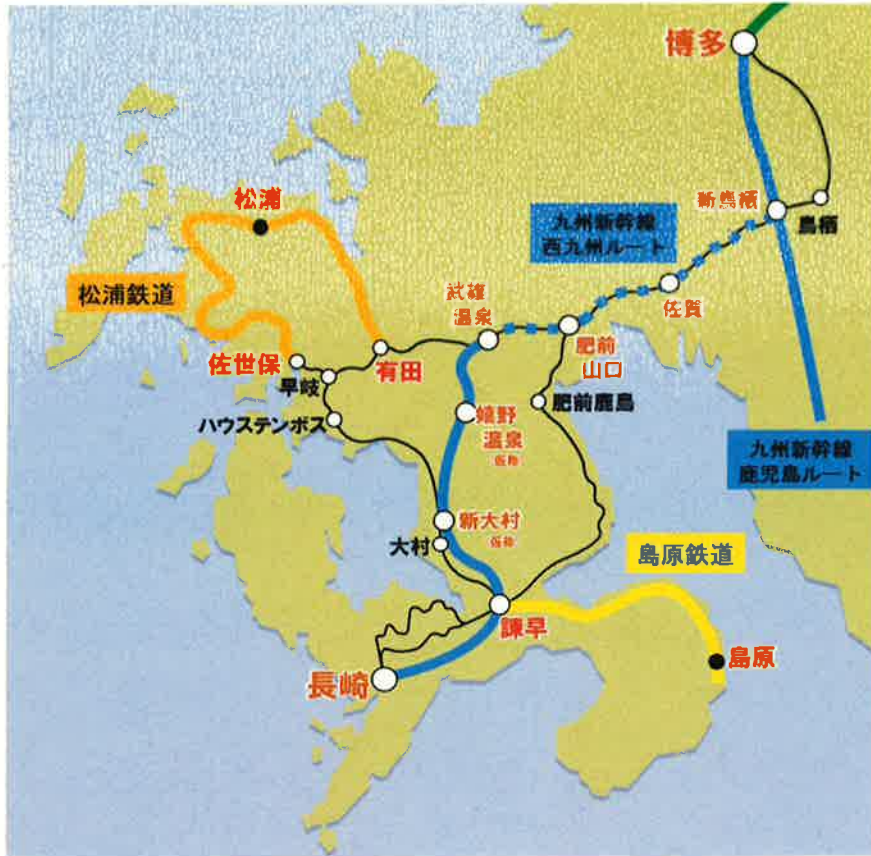 博多
松浦
新鳥栖
鳥栖
九州新幹線
西九州ルート
松浦鉄道
武雄
温泉
佐賀
佐世保
早岐
有田
肥前
山口
肥前鹿島
ハウステンボス
嬉野
温泉
仮称
九州新幹線
鹿児島ルート
新大村
仮称
大村
島原鉄道
諫早
島原
長崎